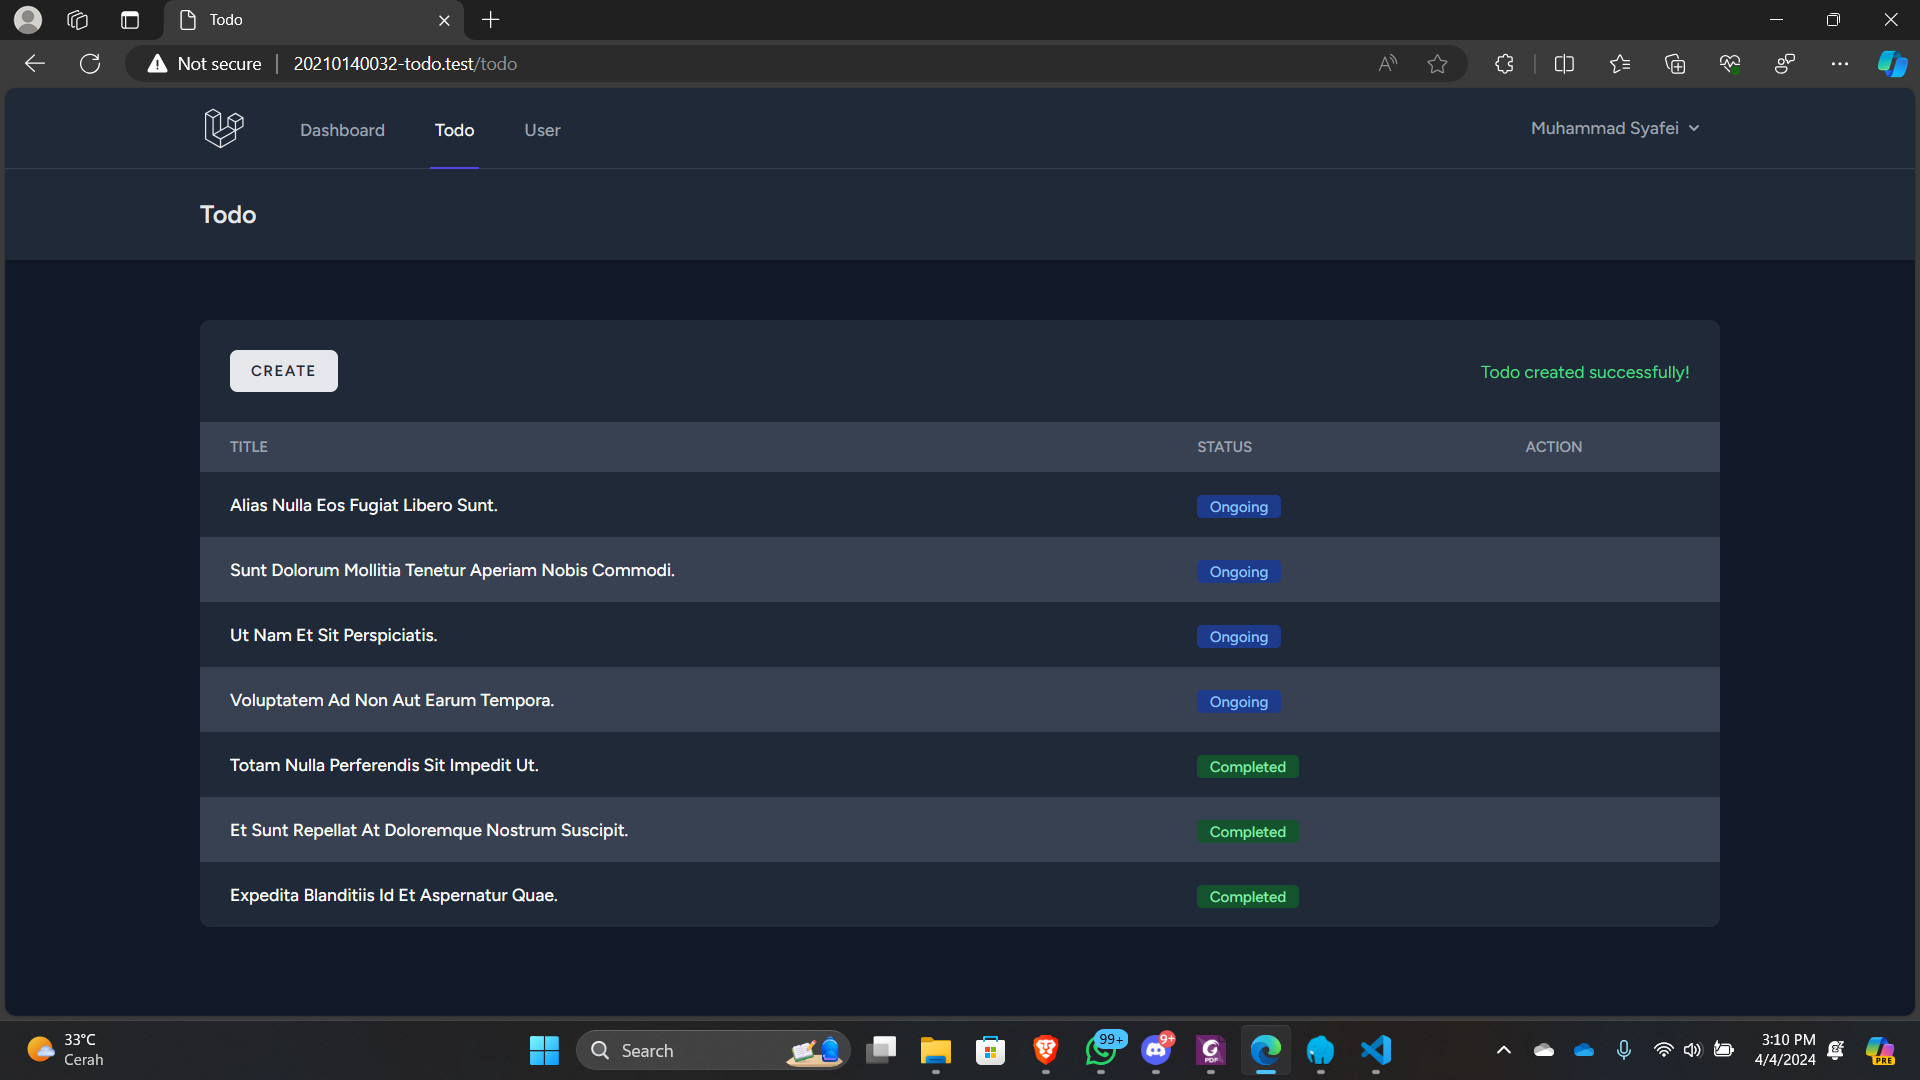 Todo
Not secure
20210140032-todo.test/todo
Dashboard
Todo
User
Muhammad Syafei
Todo
CREATE
Todo created successfully!
TITLE STATUS ACTION
Alias Nulla Eos Fugiat Libero Sunt. Ongoing
Sunt Dolorum Mollitia Tenetur Aperiam Nobis Commodi. Ongoing
Ut Nam Et Sit Perspiciatis. Ongoing
Voluptatem Ad Non Aut Earum Tempora. Ongoing
Totam Nulla Perferendis Sit Impedit Ut. Completed
Et Sunt Repellat At Doloremque Nostrum Suscipit. Completed
Expedita Blanditiis Id Et Aspernatur Quae. Completed
33°C
Cerah
Search
99+
9+
PDF
3:10 PM
4/4/2024
PRE